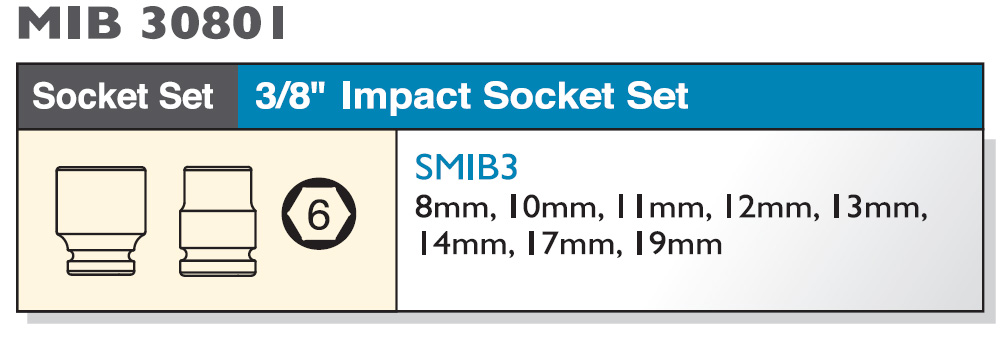 MIB 30801
Socket Set
3/8" Impact Socket Set
6
SMIB3
8mm, 10mm, 11mm, 12mm, 13mm,
14mm, 17mm, 19mm